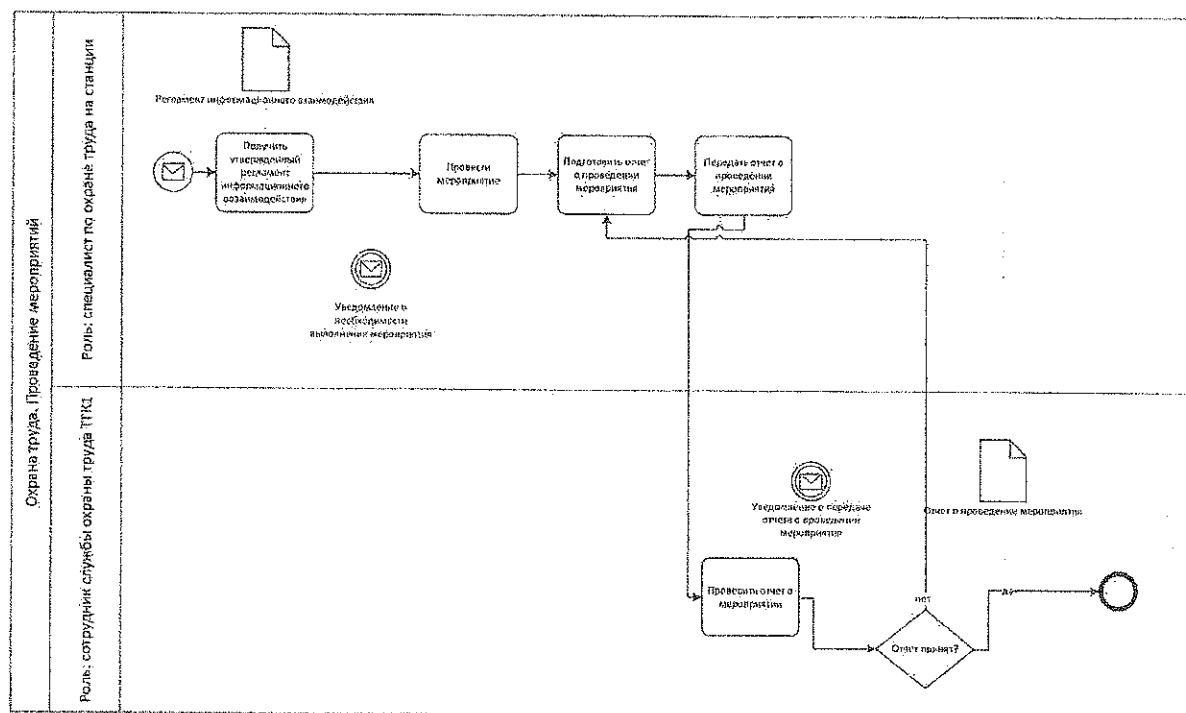 Охрана труда. Проведение мероприятий
Роль: специалист по охране труда на станции
Регламент информационного взаимодействия
Получить
утвержденный
регламент
информационного
взаимодействия
Провести
мероприятие
Подготовить отчет
о проведении
мероприятия
Передать отчет о
проведении
мероприятий
Уведомление о
необходимости
выполнения мероприятия
Роль: сотрудник службы охраны труда ТГК1
Уведомление о передаче
отчета о проведении
мероприятия
Отчет о проведении мероприятия
Проверить отчет о
мероприятии
нет
да
Отчет принят?